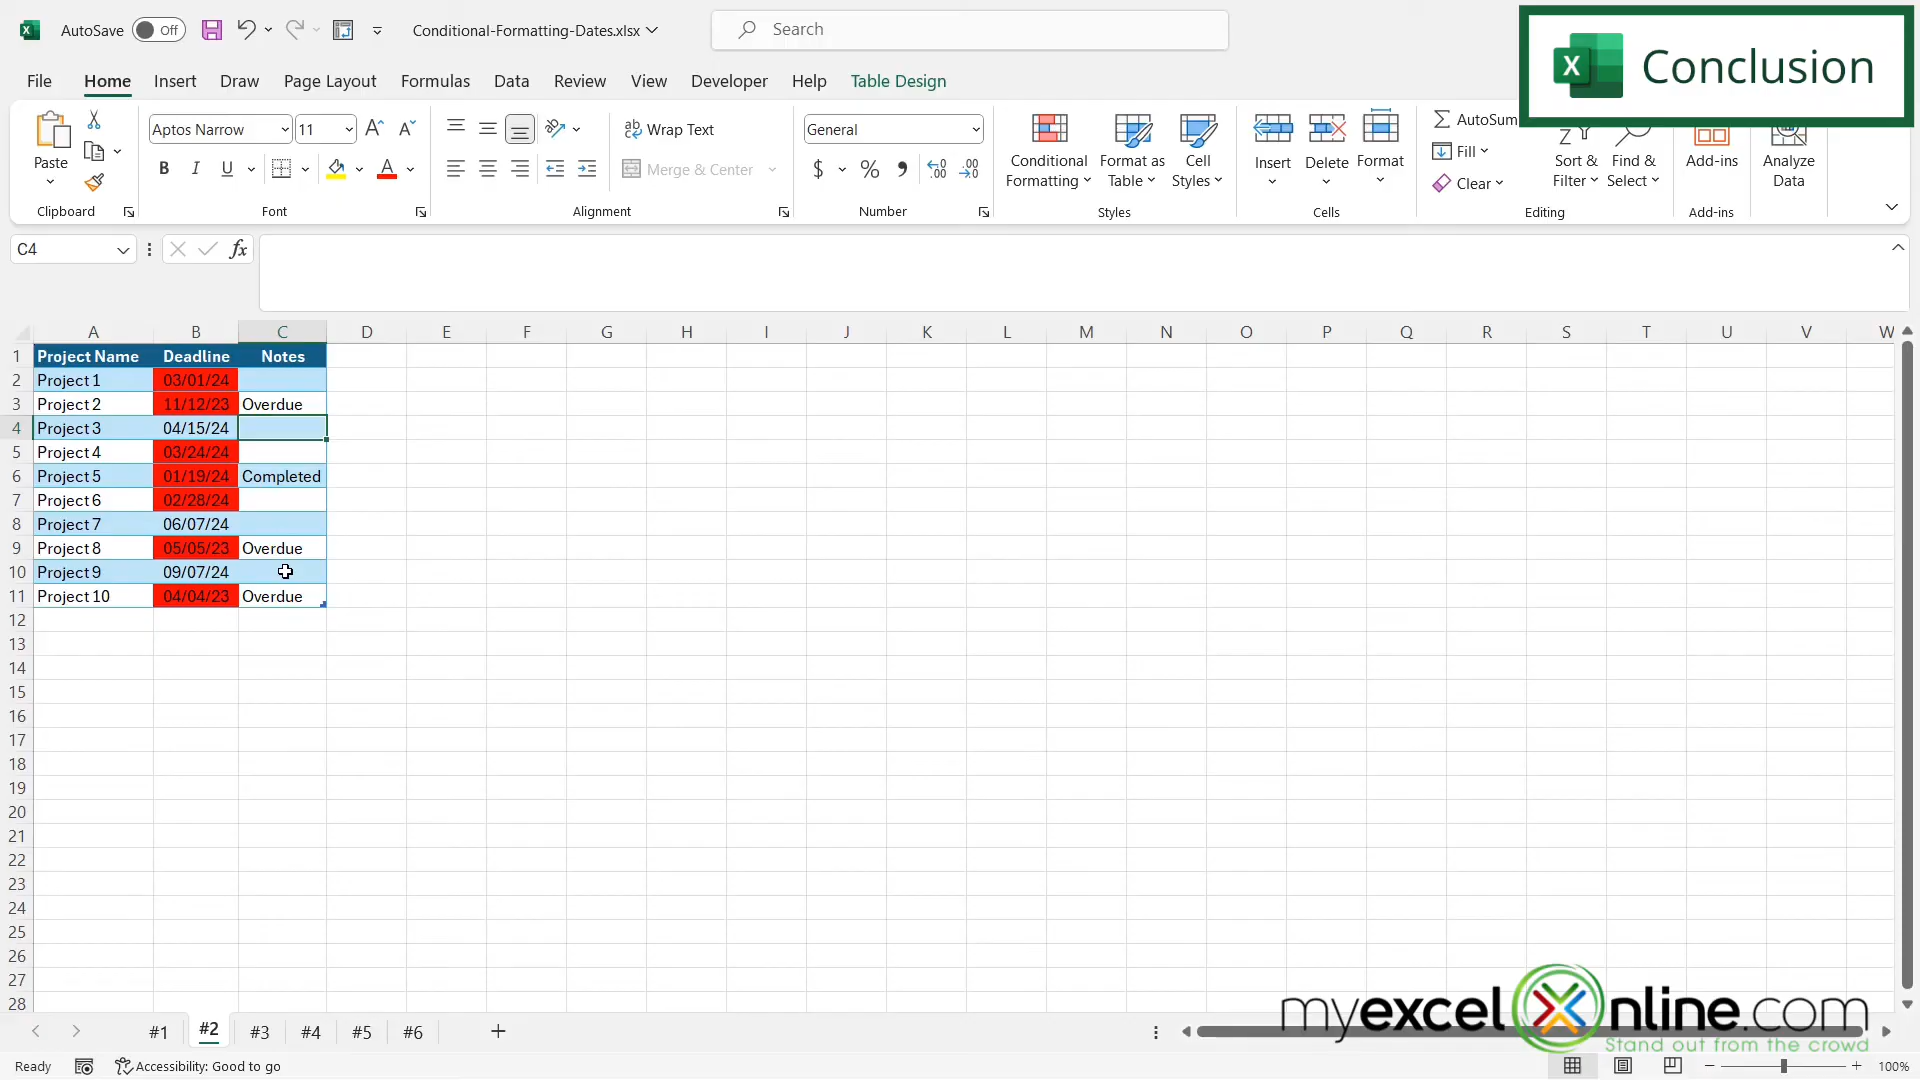 AutoSave Off Conditional-Formatting-Dates.xlsx Search
Conclusion
File Home Insert Draw Page Layout Formulas Data Review View Developer Help Table Design
Paste
Clipboard
Aptos Narrow 11
B I U
Font
Wrap Text
Merge & Center
Alignment
General
$ % ,
Number
Conditional Formatting
Format as Table
Cell Styles
Styles
Insert Delete Format
Cells
AutoSum
Fill
Clear
Sort & Filter
Find & Select
Editing
Add-ins
Add-ins
Analyze Data
C4 fx
A B C D E F G H I J K L M N O P Q R S T U V W
1 Project Name Deadline Notes
2 Project 1 03/01/24
3 Project 2 11/12/23 Overdue
4 Project 3 04/15/24
5 Project 4 03/24/24
6 Project 5 01/19/24 Completed
7 Project 6 02/28/24
8 Project 7 06/07/24
9 Project 8 05/05/23 Overdue
10 Project 9 09/07/24
11 Project 10 04/04/23 Overdue
12
13
14
15
16
17
18
19
20
21
22
23
24
25
26
27
28
myexcelonline.com
Stand out from the crowd
#1 #2 #3 #4 #5 #6 +
Ready Accessibility: Good to go 100%